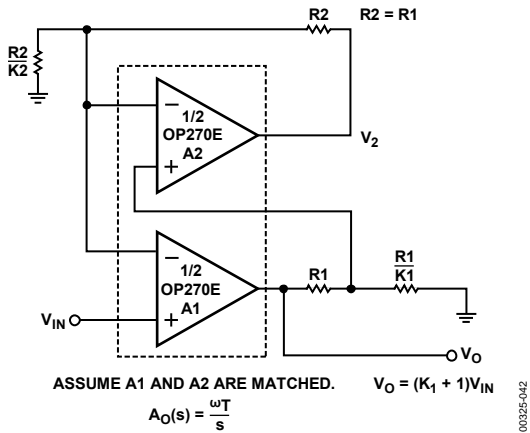 R2
R2 = R1
R2
K2
−
1/2
OP270E
+
A2
V2
−
1/2
OP270E
A1
+
VIN
R1
R1
K1
VO
ASSUME A1 AND A2 ARE MATCHED.
VO = (K1 + 1)VIN
AO(s) = ωT
s
00325-042